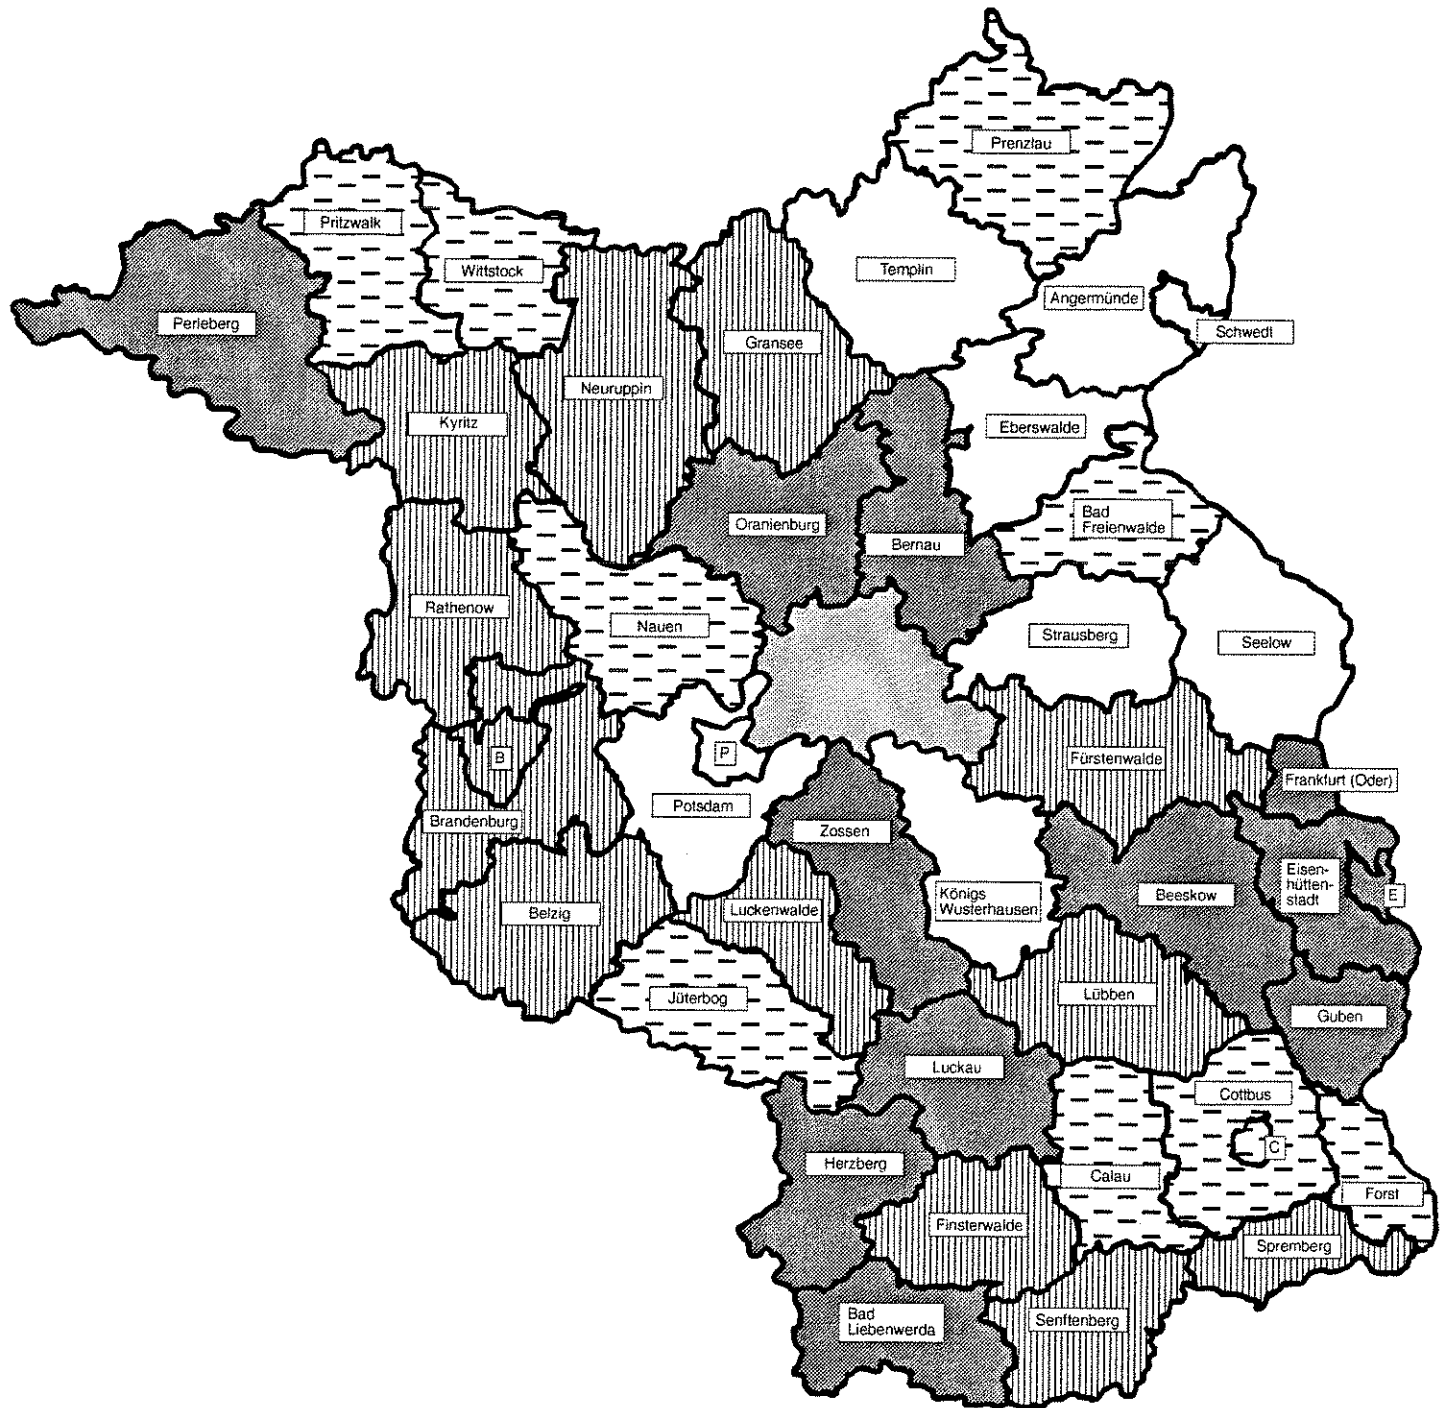 Prenzlau
Pritzwalk
Wittstock
Templin
Angermünde
Perleberg
Schwedt
Gransee
Neuruppin
Kyritz
Eberswalde
Bad
Freienwalde
Oranienburg
Bernau
Rathenow
Nauen
Strausberg
Seelow
B
P
Fürstenwalde
Frankfurt (Oder)
Potsdam
Brandenburg
Zossen
Eisen-
hütten-
stadt
Königs
Wusterhausen
Beeskow
E
Belzig
Luckenwalde
Jüterbog
Lübben
Guben
Luckau
Cottbus
C
Herzberg
Calau
Forst
Finsterwalde
Spremberg
Bad
Liebenwerda
Senftenberg